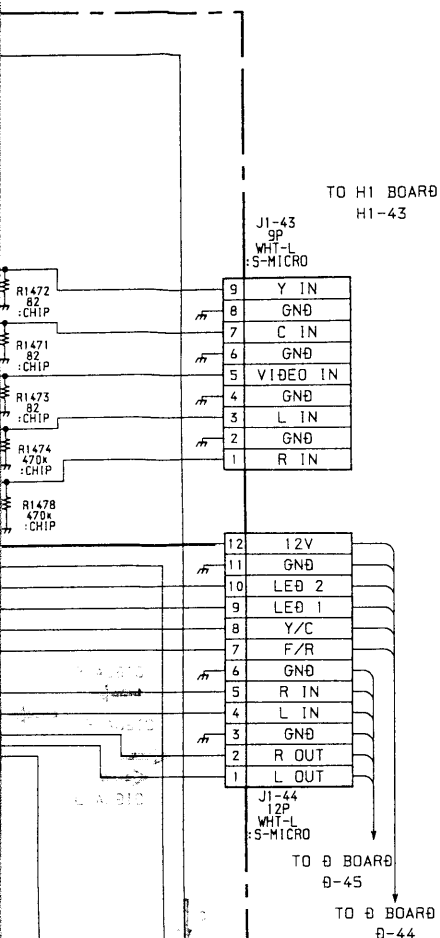 TO H1 BOARD
H1-43
J1-43
9P
WHT-L
:S-MICRO
R1472
82
:CHIP
R1471
82
:CHIP
R1473
82
:CHIP
R1474
470K
:CHIP
R1478
470K
:CHIP
9 Y IN
8 GND
7 C IN
6 GND
5 VIDEO IN
4 GND
3 L IN
2 GND
1 R IN
12 12V
11 GND
10 LED 2
9 LED 1
8 Y/C
7 F/R
6 GND
5 R IN
4 L IN
3 GND
2 R OUT
1 L OUT
J1-44
12P
WHT-L
:S-MICRO
TO D BOARD
D-45
TO D BOARD
D-44